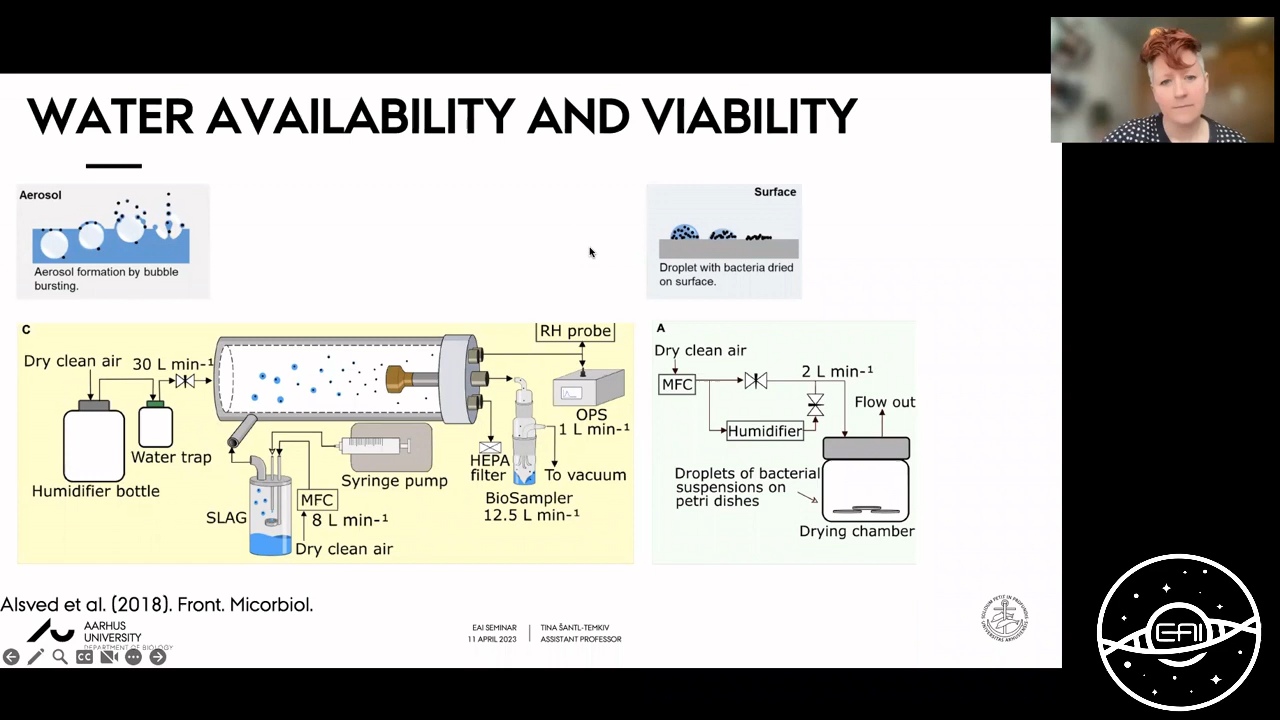 WATER AVAILABILITY AND VIABILITY
Aerosol
Aerosol formation by bubble
bursting.
Surface
Droplet with bacteria dried
on surface.
C
Dry clean air
30 L min-1
Humidifier bottle
Water trap
SLAG
MFC
8 L min-1
Dry clean air
Syringe pump
HEPA
filter
BioSampler
12.5 L min-1
To vacuum
RH probe
OPS
1 L min-1
A
Dry clean air
MFC
2 L min-1
Humidifier
Flow out
Droplets of bacterial
suspensions on
petri dishes
Drying chamber
Alsved et al. (2018). Front. Micorbiol.
AARHUS
UNIVERSITY
DEPARTMENT OF BIOLOGY
EAI SEMINAR
11 APRIL 2023
TINA ŠANTL-TEMKIV
ASSISTANT PROFESSOR
CC
EAI